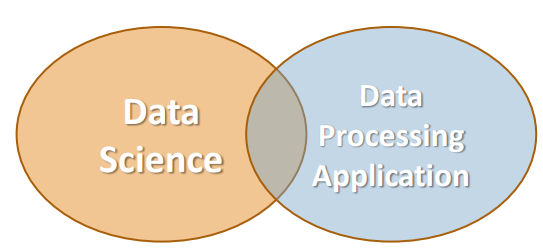 Data
Science
Data
Processing
Application